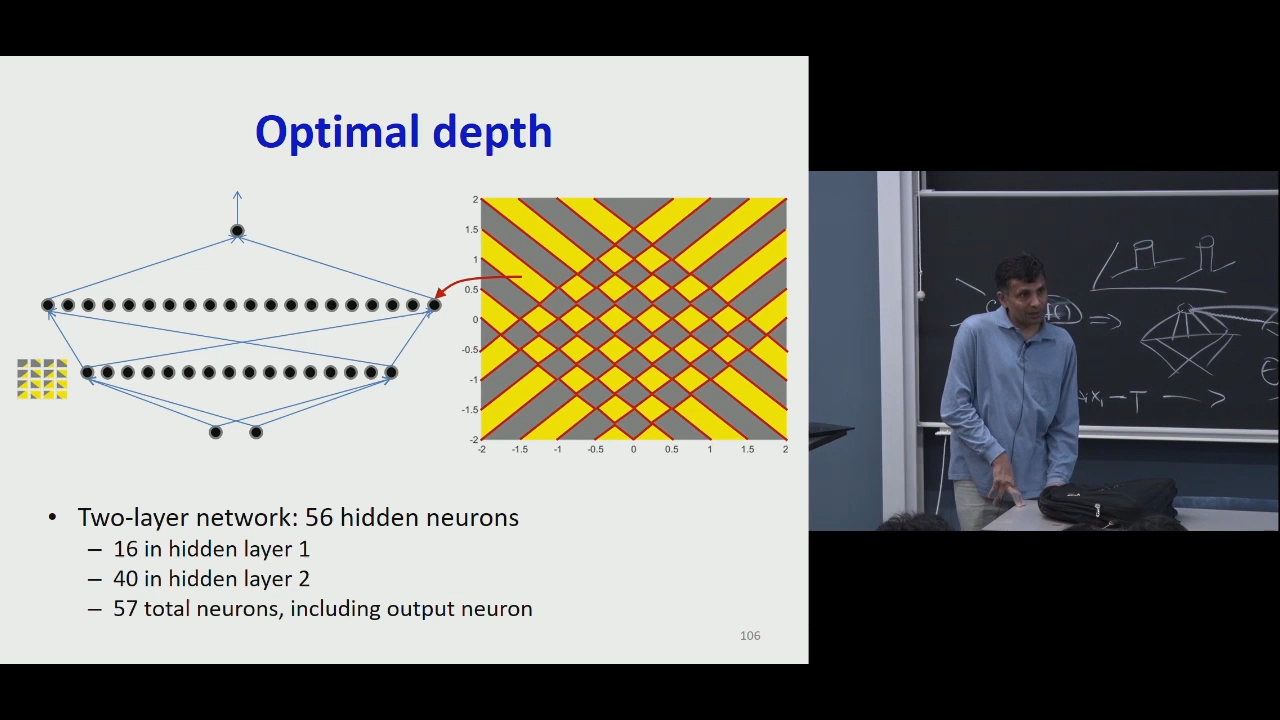 Optimal depth
2
1.5
1
0.5
0
-0.5
-1
-1.5
-2
-2 -1.5 -1 -0.5 0 0.5 1 1.5 2
• Two-layer network: 56 hidden neurons
– 16 in hidden layer 1
– 40 in hidden layer 2
– 57 total neurons, including output neuron
106
- T